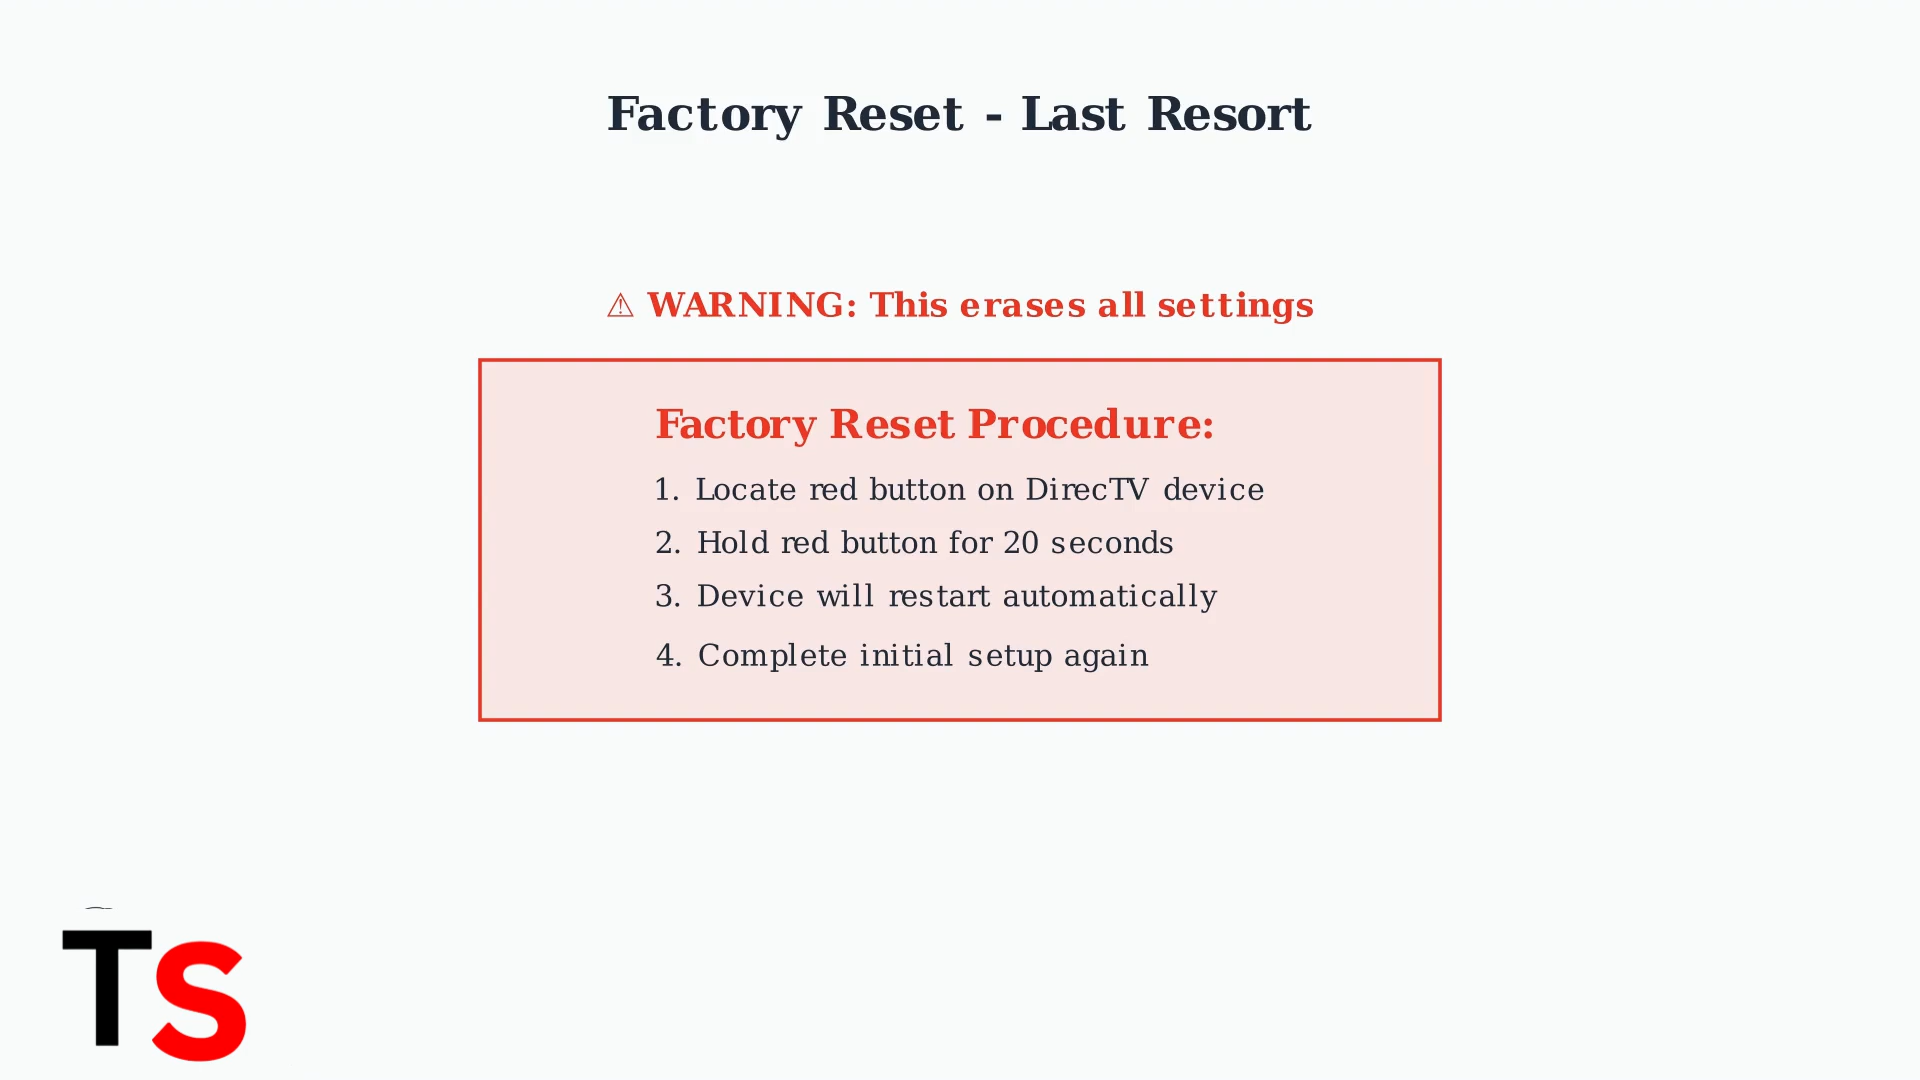 Factory Reset - Last Resort
⚠ WARNING: This erases all settings
Factory Reset Procedure:
1. Locate red button on DirecTV device
2. Hold red button for 20 seconds
3. Device will restart automatically
4. Complete initial setup again
TS